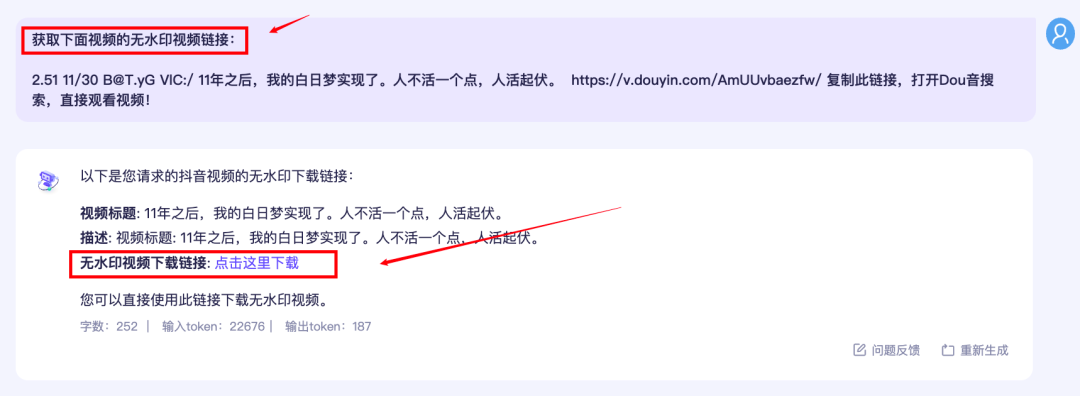 获取下面视频的无水印视频链接：
2.51 11/30 B@T.yG VIC:/ 11年之后，我的白日梦实现了。人不活一个点，人活起伏。 https://v.douyin.com/AmUUvbaezfw/ 复制此链接，打开Dou音搜
索，直接观看视频！
以下是您请求的抖音视频的无水印下载链接：
视频标题: 11年之后，我的白日梦实现了。人不活一个点，人活起伏。
描述: 视频标题: 11年之后，我的白日梦实现了。人不活一个点，人活起伏。
无水印视频下载链接: 点击这里下载
您可以直接使用此链接下载无水印视频。
字数：252 | 输入token：22676 | 输出token：187
问题反馈 重新生成